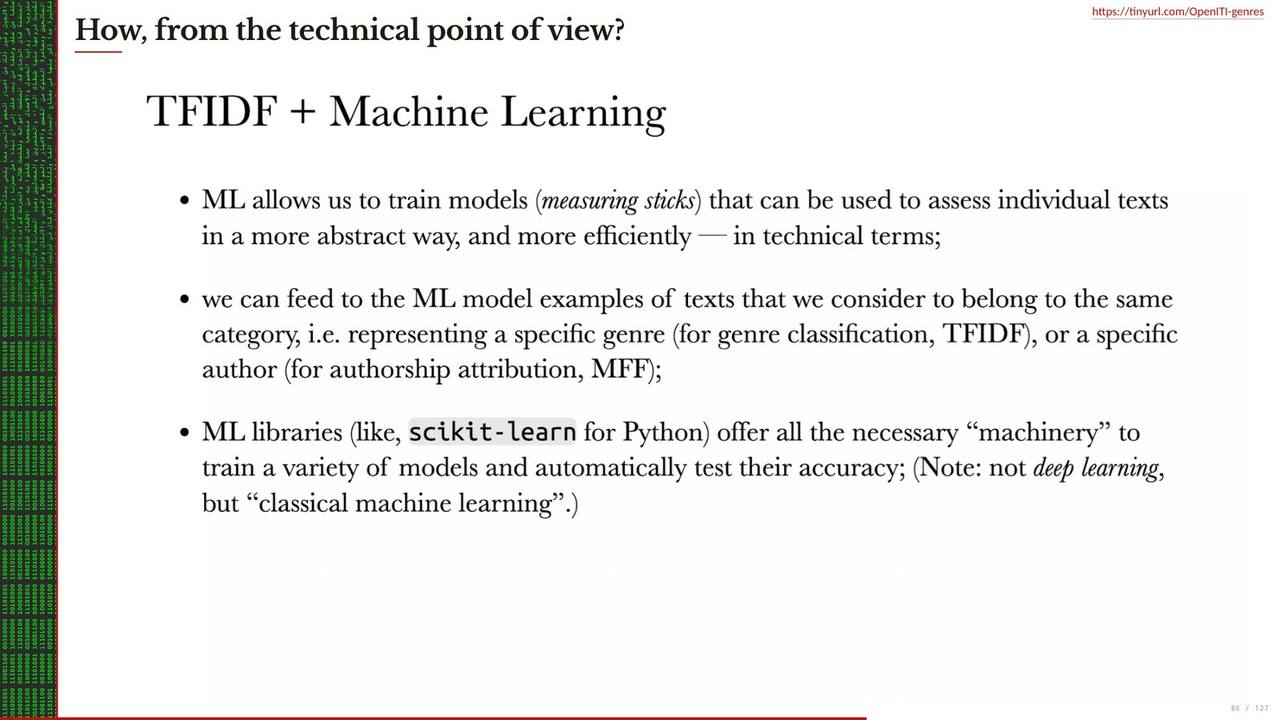 https://tinyurl.com/OpenITI-genres
How, from the technical point of view?
TFIDF + Machine Learning
• ML allows us to train models (measuring sticks) that can be used to assess individual texts
in a more abstract way, and more efficiently — in technical terms;
• we can feed to the ML model examples of texts that we consider to belong to the same
category, i.e. representing a specific genre (for genre classification, TFIDF), or a specific
author (for authorship attribution, MFF);
• ML libraries (like, scikit-learn for Python) offer all the necessary “machinery” to
train a variety of models and automatically test their accuracy; (Note: not deep learning,
but “classical machine learning”.)
86 / 127